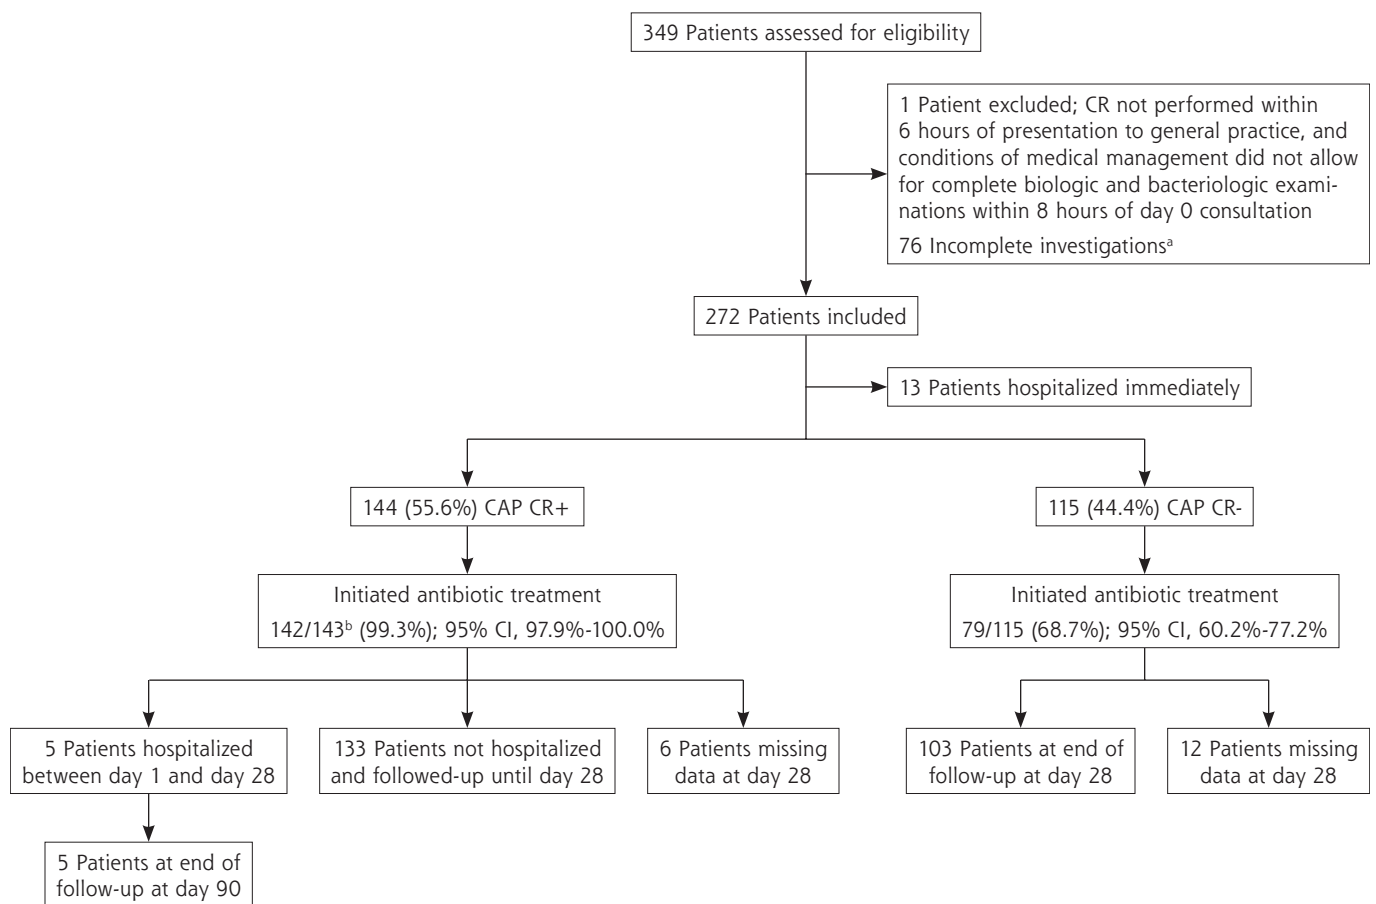 349 Patients assessed for eligibility
1 Patient excluded; CR not performed within
6 hours of presentation to general practice, and
conditions of medical management did not allow
for complete biologic and bacteriologic exami-
nations within 8 hours of day 0 consultation
76 Incomplete investigationsᵃ
272 Patients included
13 Patients hospitalized immediately
144 (55.6%) CAP CR+
115 (44.4%) CAP CR-
Initiated antibiotic treatment
142/143ᵇ (99.3%); 95% CI, 97.9%-100.0%
Initiated antibiotic treatment
79/115 (68.7%); 95% CI, 60.2%-77.2%
5 Patients hospitalized
between day 1 and day 28
133 Patients not hospitalized
and followed-up until day 28
6 Patients missing
data at day 28
103 Patients at end of
follow-up at day 28
12 Patients missing
data at day 28
5 Patients at end of
follow-up at day 90